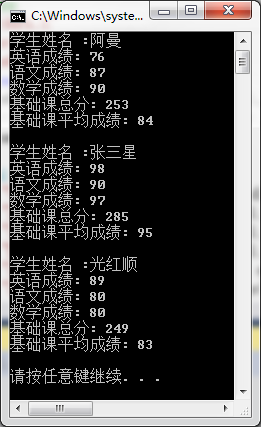 C:\Windows\syste...
学生姓名 :阿曼
英语成绩: 76
语文成绩: 87
数学成绩: 90
基础课总分: 253
基础课平均成绩: 84
学生姓名 :张三星
英语成绩: 98
语文成绩: 90
数学成绩: 97
基础课总分: 285
基础课平均成绩: 95
学生姓名 :光红顺
英语成绩: 89
语文成绩: 80
数学成绩: 80
基础课总分: 249
基础课平均成绩: 83
请按任意键继续. . .